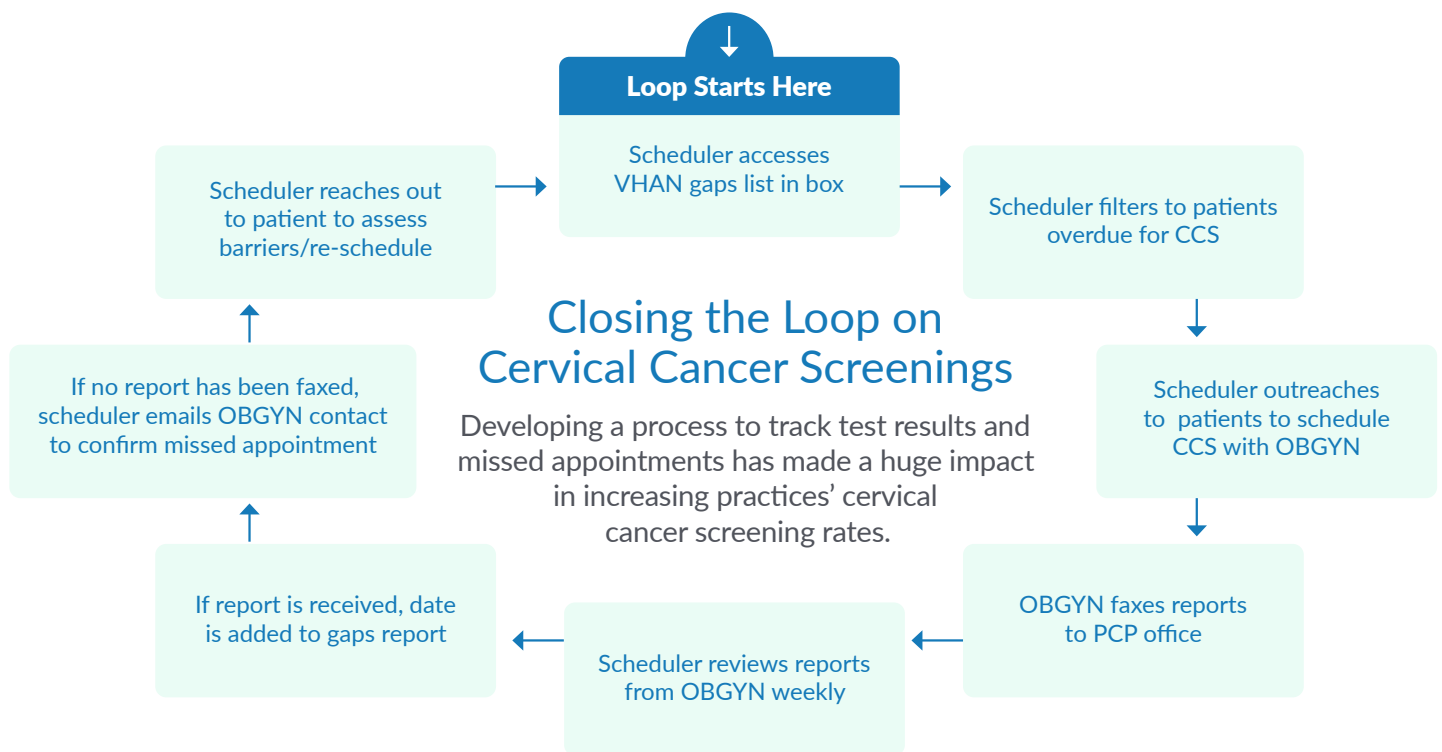 Loop Starts Here
Scheduler accesses
VHAN gaps list in box
Scheduler filters to patients
overdue for CCS
Scheduler outreaches
to patients to schedule
CCS with OBGYN
OBGYN faxes reports
to PCP office
Scheduler reviews reports
from OBGYN weekly
If report is received, date
is added to gaps report
If no report has been faxed,
scheduler emails OBGYN contact
to confirm missed appointment
Scheduler reaches out
to patient to assess
barriers/re-schedule
Closing the Loop on
Cervical Cancer Screenings
Developing a process to track test results and
missed appointments has made a huge impact
in increasing practices’ cervical
cancer screening rates.